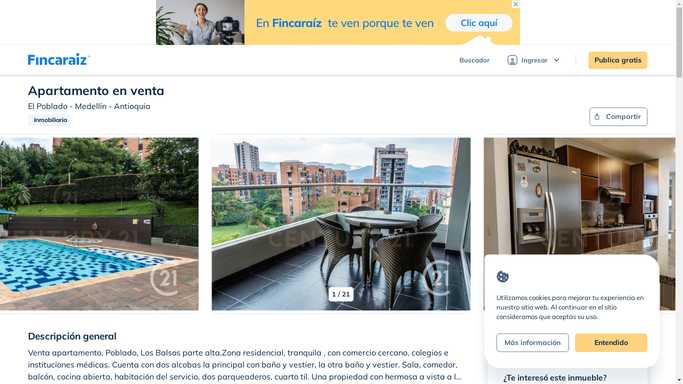 En Fincaraíz te ven porque te ven
Clic aquí
Fincaraiz
Buscador
Ingresar
Publica gratis
Apartamento en venta
El Poblado - Medellín - Antioquia
Inmobiliaria
Compartir
CENTURY 21
21
1 / 21
Utilizamos cookies para mejorar tu experiencia en
nuestro sitio web. Al continuar en el sitio
consideramos que aceptas su uso.
Más información
Entendido
Descripción general
Venta apartamento, Poblado, Los Balsos parte alta.Zona residencial, tranquila , con comercio cercano, colegios e
instituciones médicas. Cuenta con dos alcobas la principal con baño y vestier, la otra baño y vestier. Sala, comedor,
balcón, cocina abierta, habitación del servicio, dos parqueaderos, cuarto útil. Una propiedad con hermosa a vista a l...
¿Te interesó este inmueble?